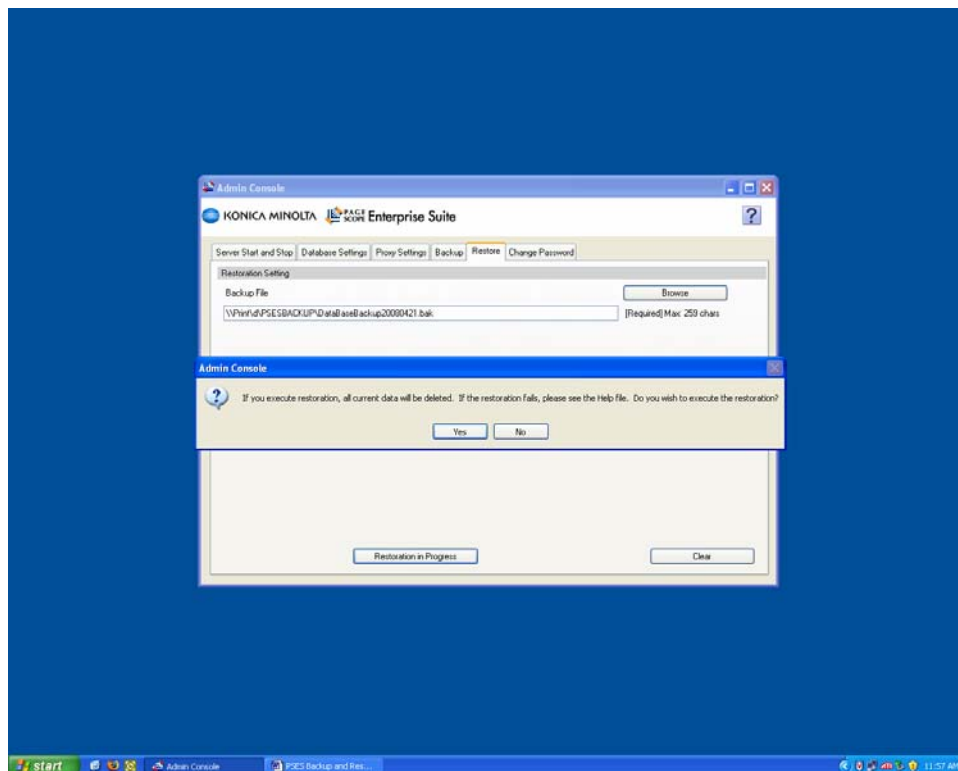 Admin Console
KONICA MINOLTA PAGE SCOPE Enterprise Suite
?
Server Start and Stop Database Settings Proxy Settings Backup Restore Change Password
Restoration Setting
Backup File
Browse
\\Print\d\PSESBACKUP\DataBaseBackup20080421.bak
[Required] Max: 259 chars
Admin Console
If you execute restoration, all current data will be deleted. If the restoration fails, please see the Help file. Do you wish to execute the restoration?
Yes No
Restoration in Progress Clear
start Admin Console PSES Backup and Res... 11:57 AM